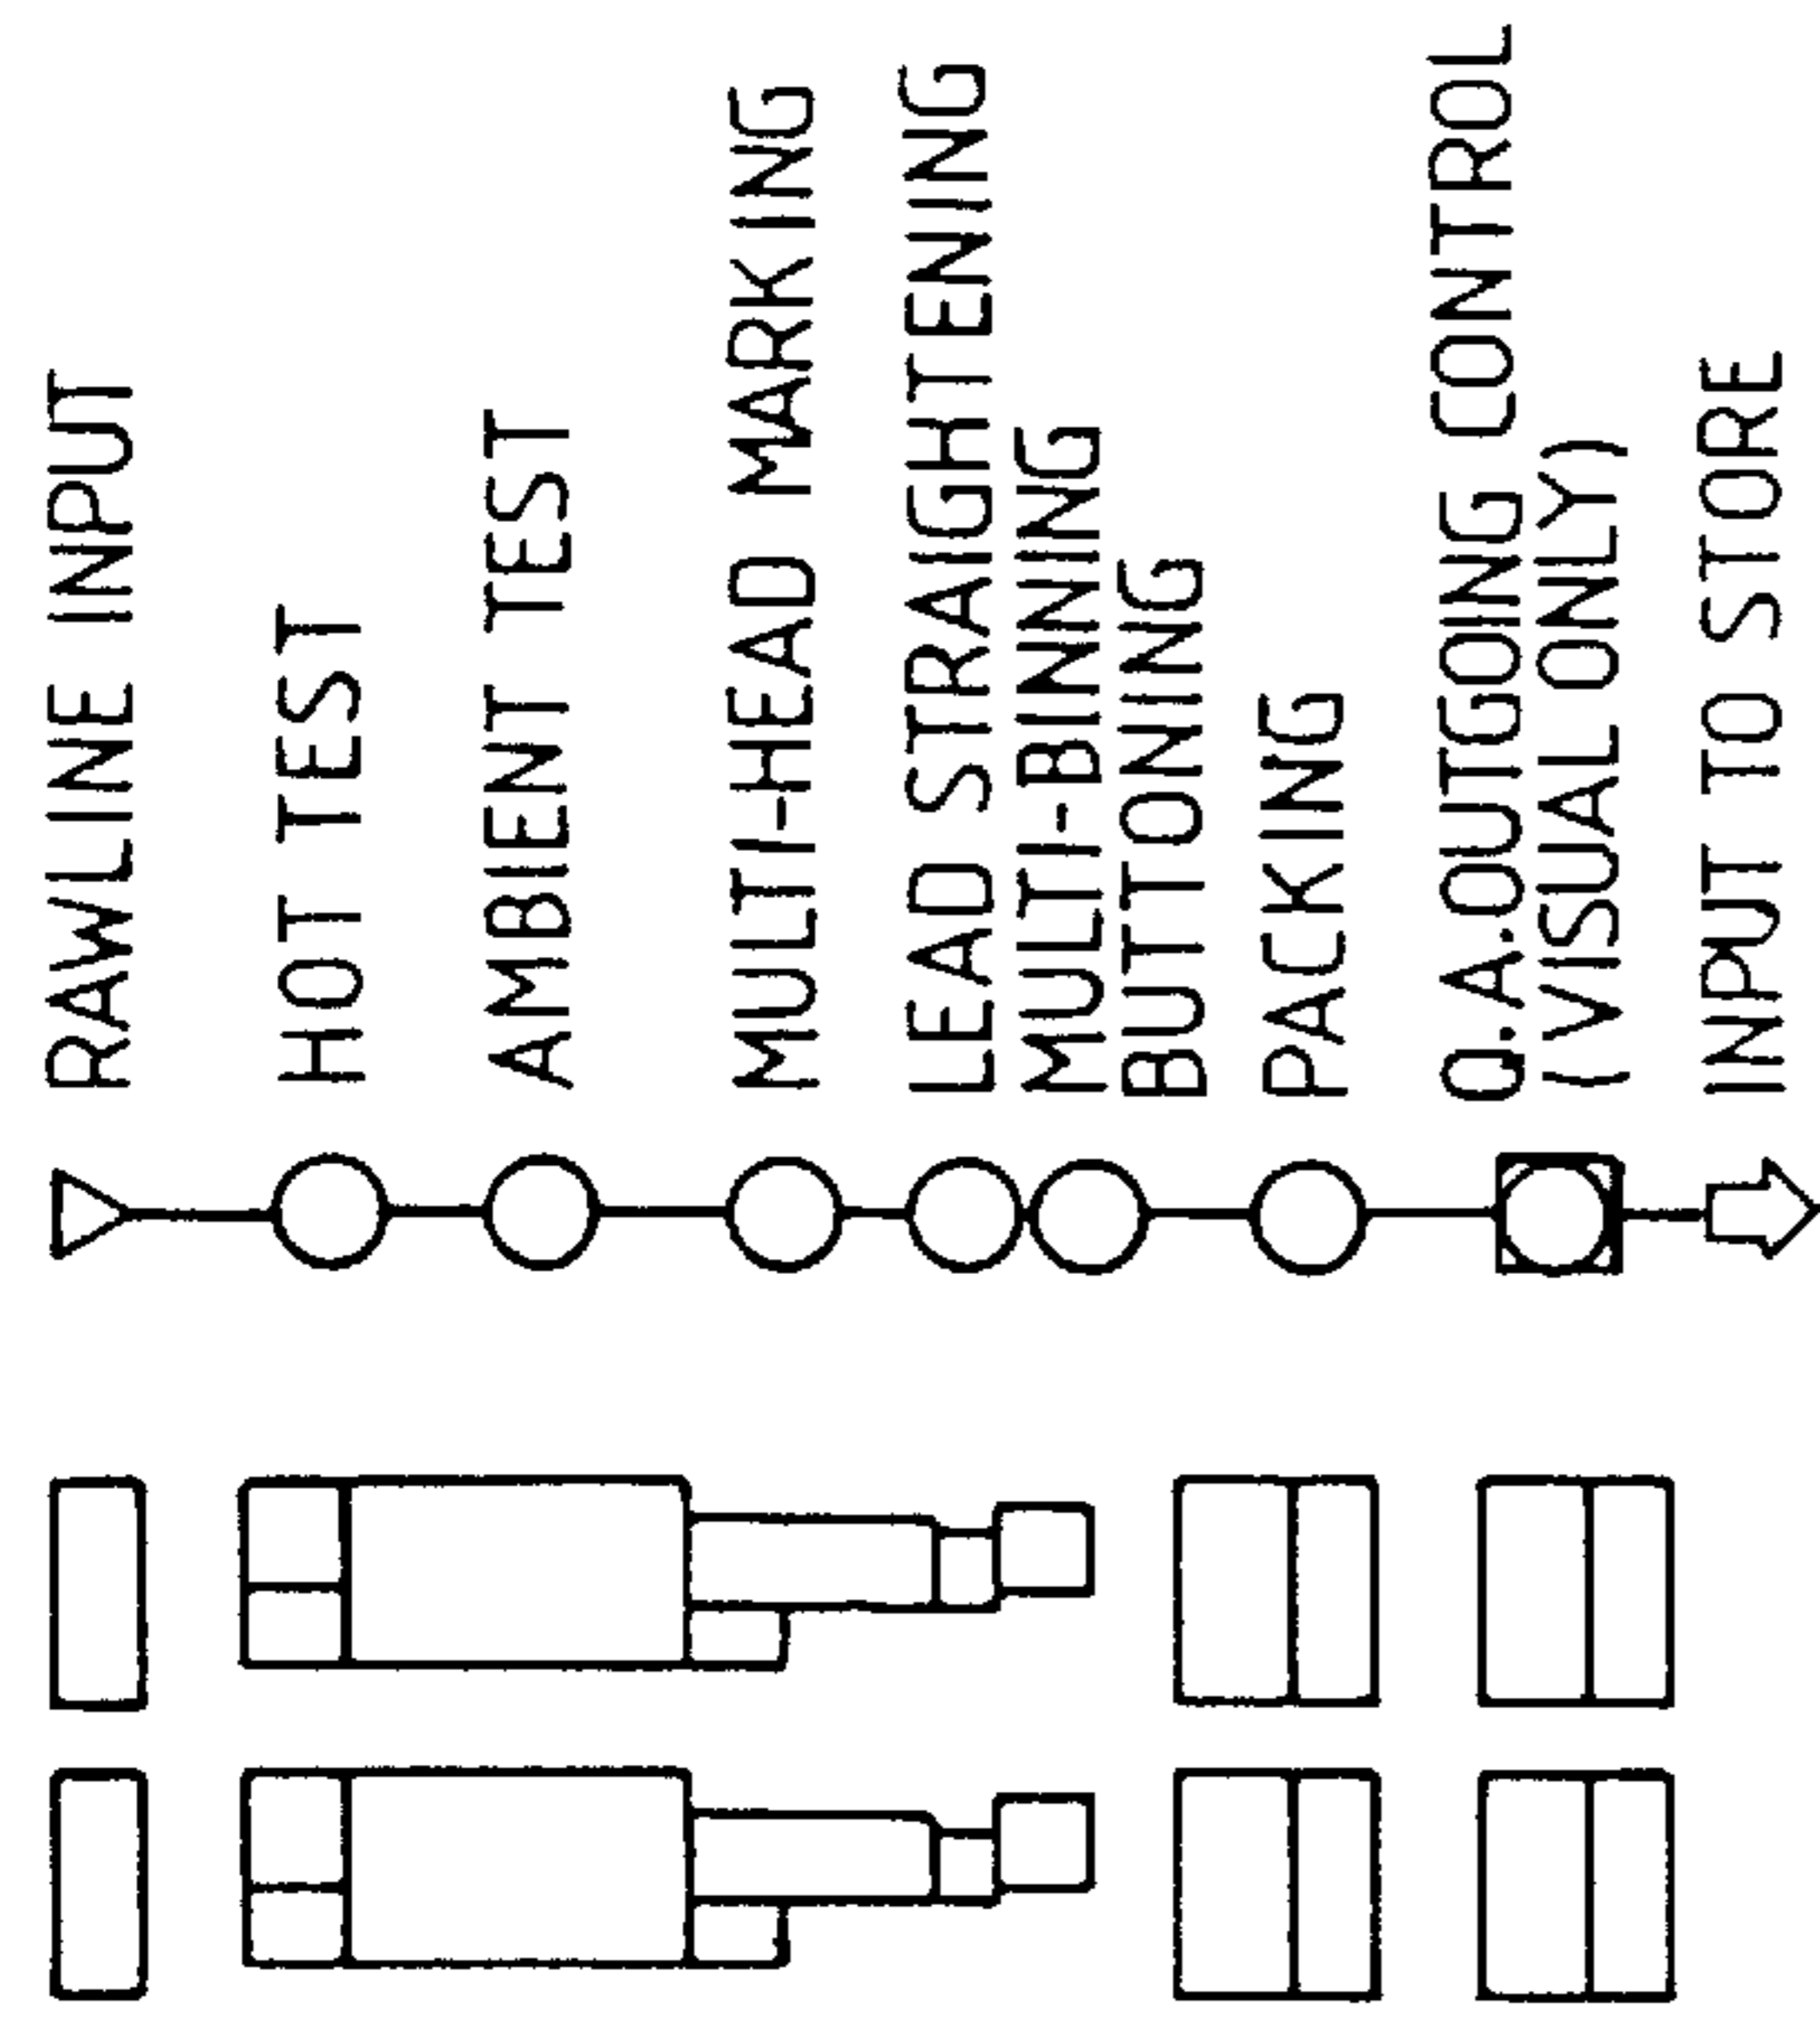 RAWLINE INPUT
HOT TEST
AMBIENT TEST
MULTI-HEAD MARKING
LEAD STRAIGHTENING
MULTI-BINNING
BUTTONING
PACKING
Q.A.OUTGOING CONTROL
(VISUAL ONLY)
INPUT TO STORE